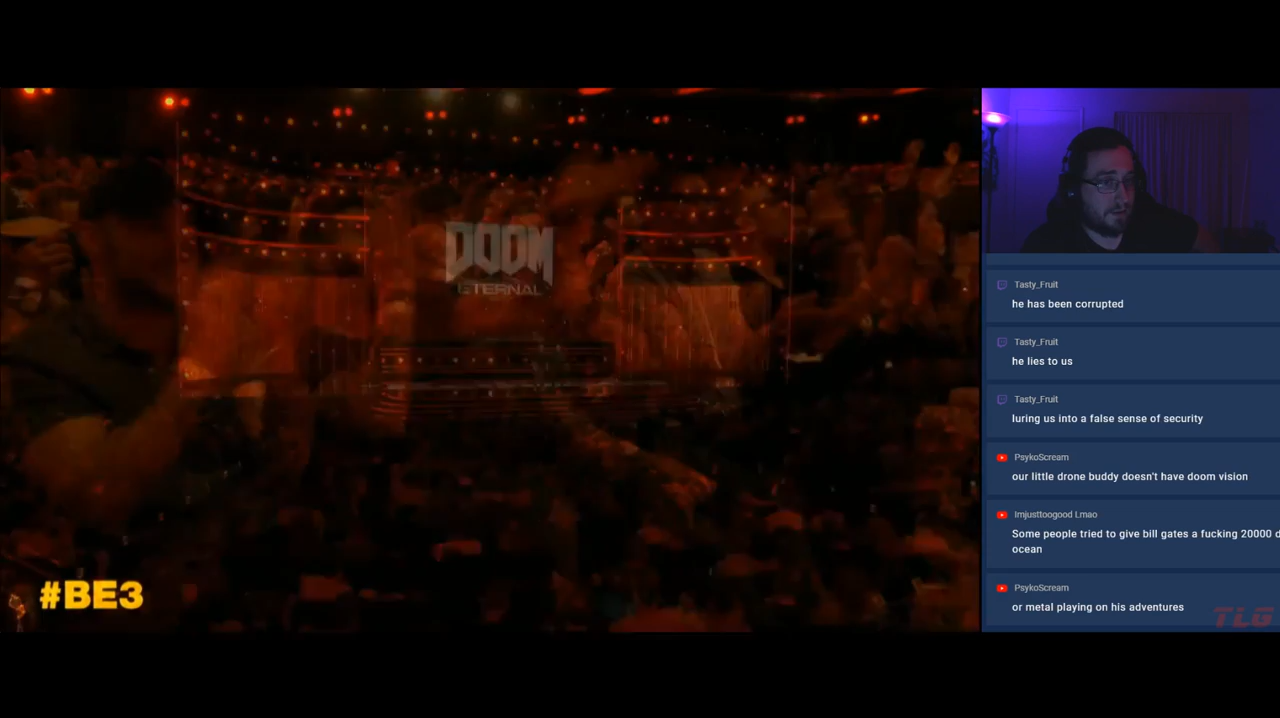 DOOM
ETERNAL
#BE3
Tasty_Fruit
he has been corrupted
Tasty_Fruit
he lies to us
Tasty_Fruit
luring us into a false sense of security
PsykoScream
our little drone buddy doesn't have doom vision
Imjusttoogood Lmao
Some people tried to give bill gates a fucking 20000 d
ocean
PsykoScream
or metal playing on his adventures
TLG